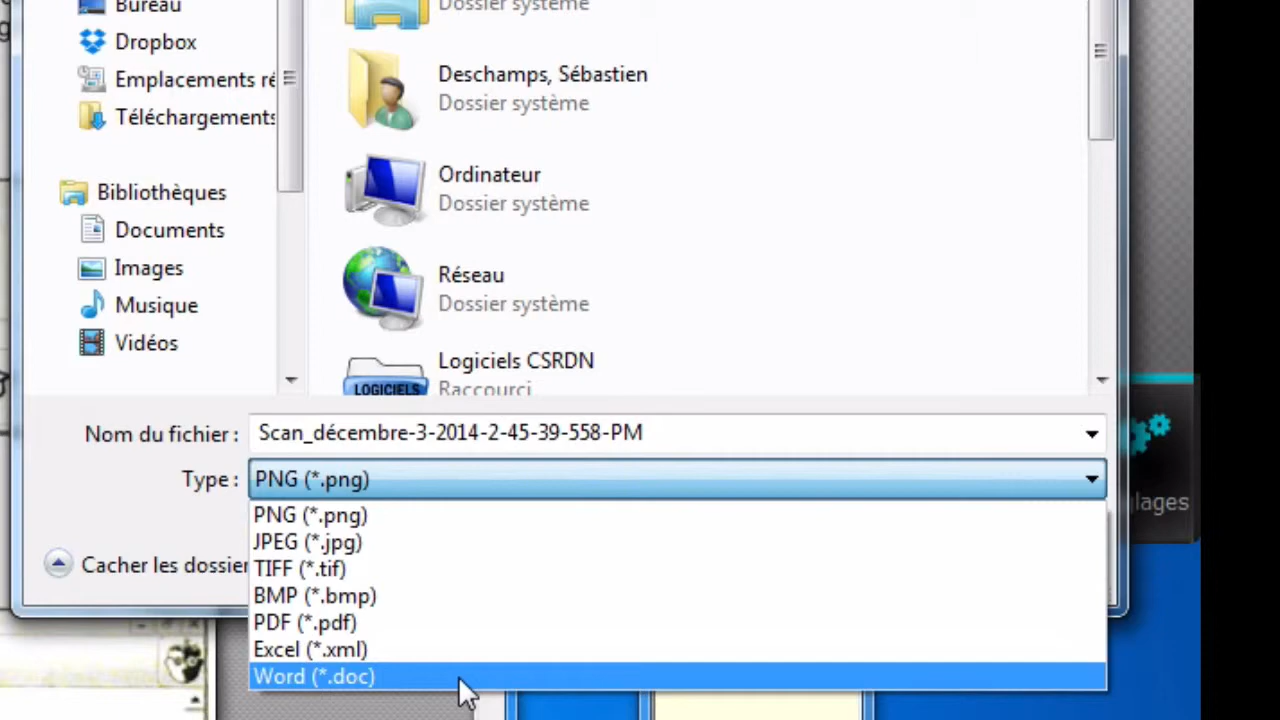 Bureau
Dropbox
Emplacements ré
Téléchargements
Bibliothèques
Documents
Images
Musique
Vidéos
Dossier système
Deschamps, Sébastien
Dossier système
Ordinateur
Dossier système
Réseau
Dossier système
Logiciels CSRDN
Raccourci
LOGICIELS
Nom du fichier :
Scan_décembre-3-2014-2-45-39-558-PM
Type :
PNG (*.png)
PNG (*.png)
JPEG (*.jpg)
TIFF (*.tif)
BMP (*.bmp)
PDF (*.pdf)
Excel (*.xml)
Word (*.doc)
Cacher les dossier
glages